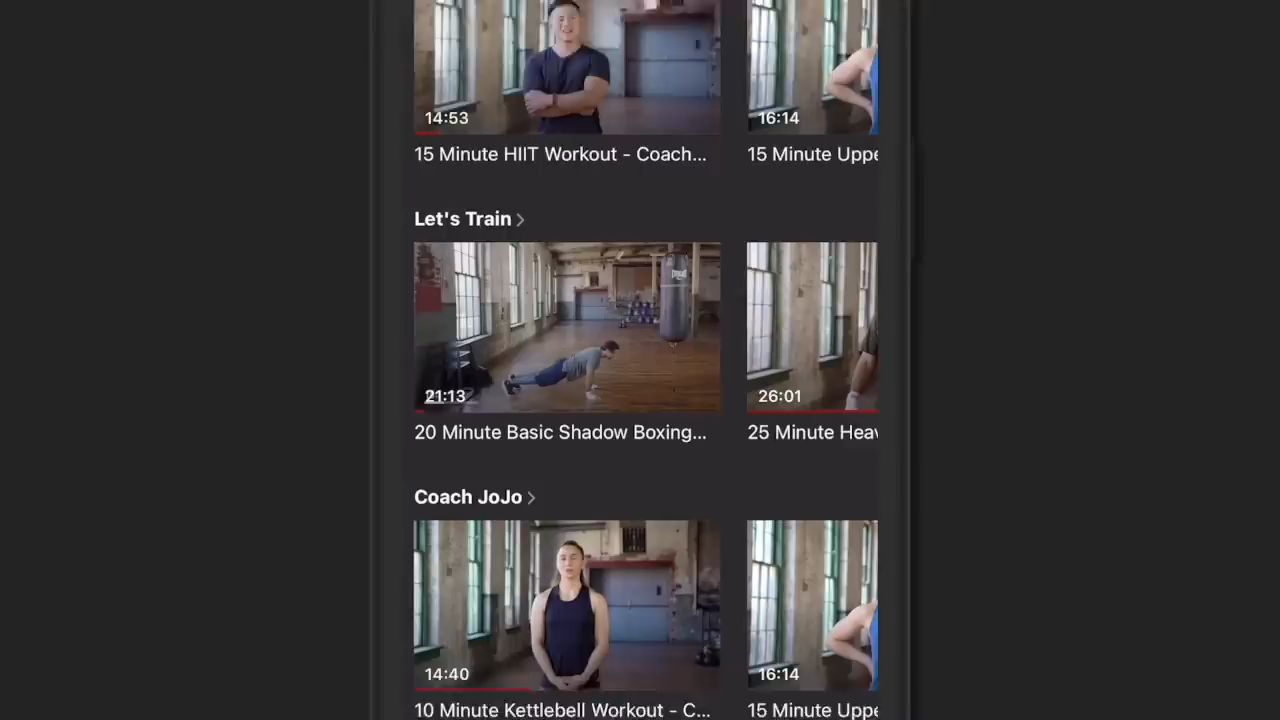 14:53
16:14
15 Minute HIIT Workout - Coach...
15 Minute Uppe
Let's Train >
EVERLAST
21:13
26:01
20 Minute Basic Shadow Boxing...
25 Minute Heav
Coach JoJo >
14:40
16:14
10 Minute Kettlebell Workout - C...
15 Minute Uppe